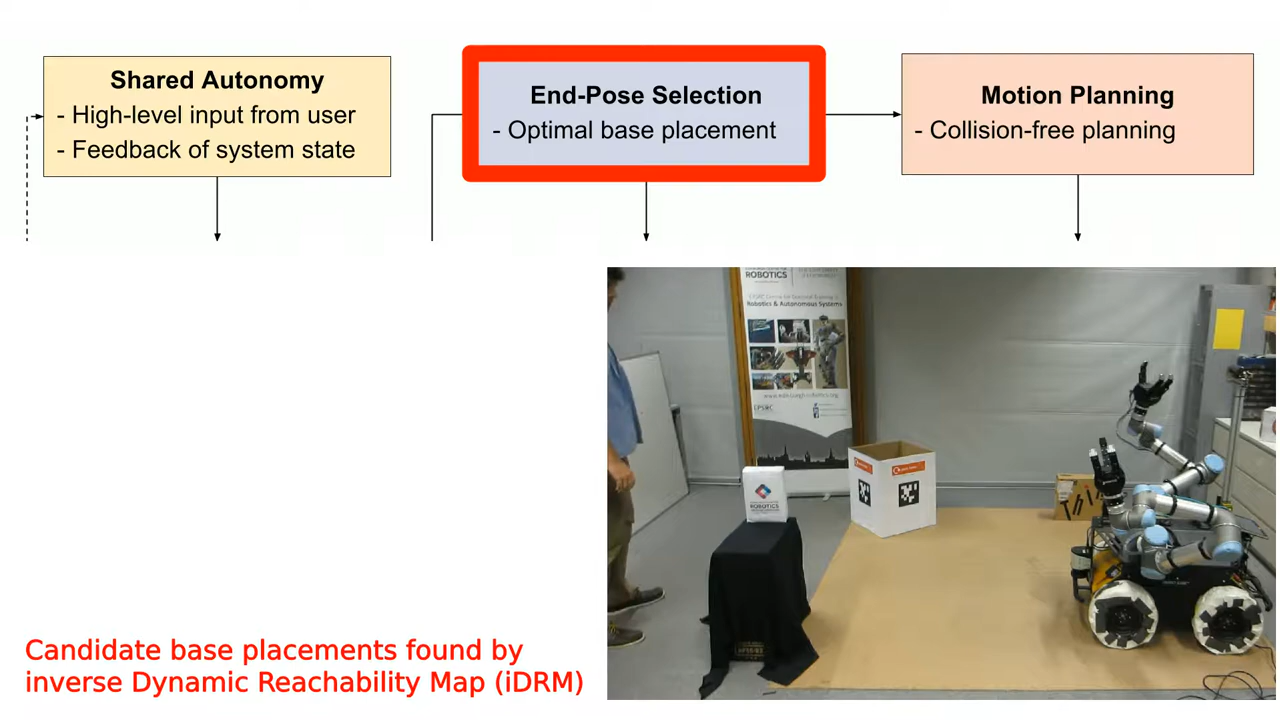 Shared Autonomy
- High-level input from user
- Feedback of system state
End-Pose Selection
- Optimal base placement
Motion Planning
- Collision-free planning
ROBOTICS
Robotics & Autonomous Systems
EPSRC
ROBOTICS
Candidate base placements found by
inverse Dynamic Reachability Map (iDRM)